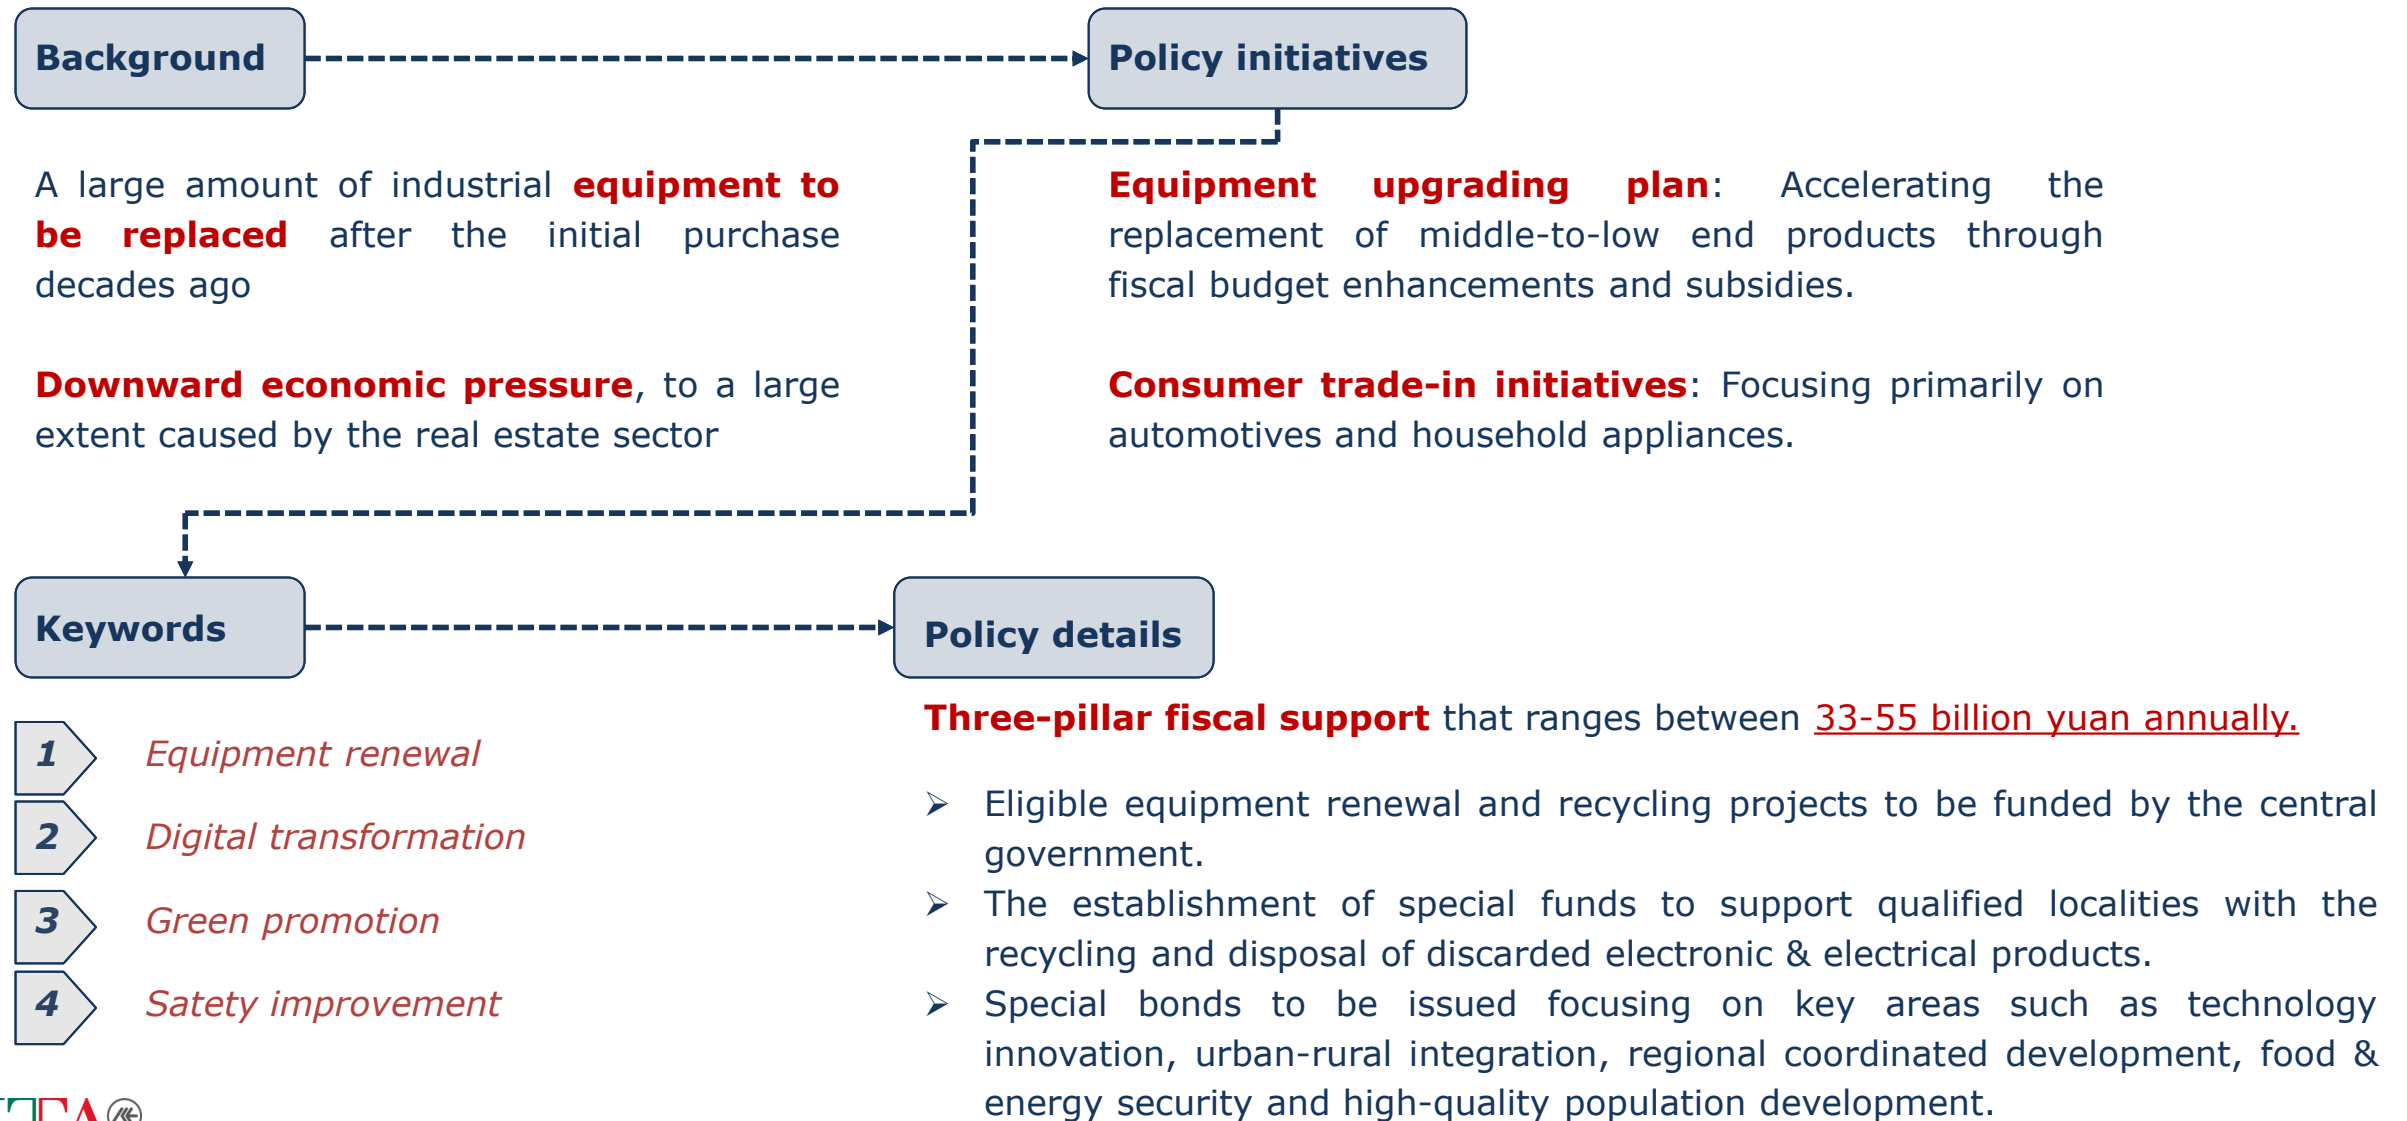 Background
Policy initiatives
A large amount of industrial equipment to
be replaced after the initial purchase
decades ago
Downward economic pressure, to a large
extent caused by the real estate sector
Equipment upgrading plan: Accelerating the
replacement of middle-to-low end products through
fiscal budget enhancements and subsidies.
Consumer trade-in initiatives: Focusing primarily on
automotives and household appliances.
Keywords
1 Equipment renewal
2 Digital transformation
3 Green promotion
4 Satety improvement
Policy details
Three-pillar fiscal support that ranges between 33-55 billion yuan annually.
➢ Eligible equipment renewal and recycling projects to be funded by the central
government.
➢ The establishment of special funds to support qualified localities with the
recycling and disposal of discarded electronic & electrical products.
➢ Special bonds to be issued focusing on key areas such as technology
innovation, urban-rural integration, regional coordinated development, food &
energy security and high-quality population development.